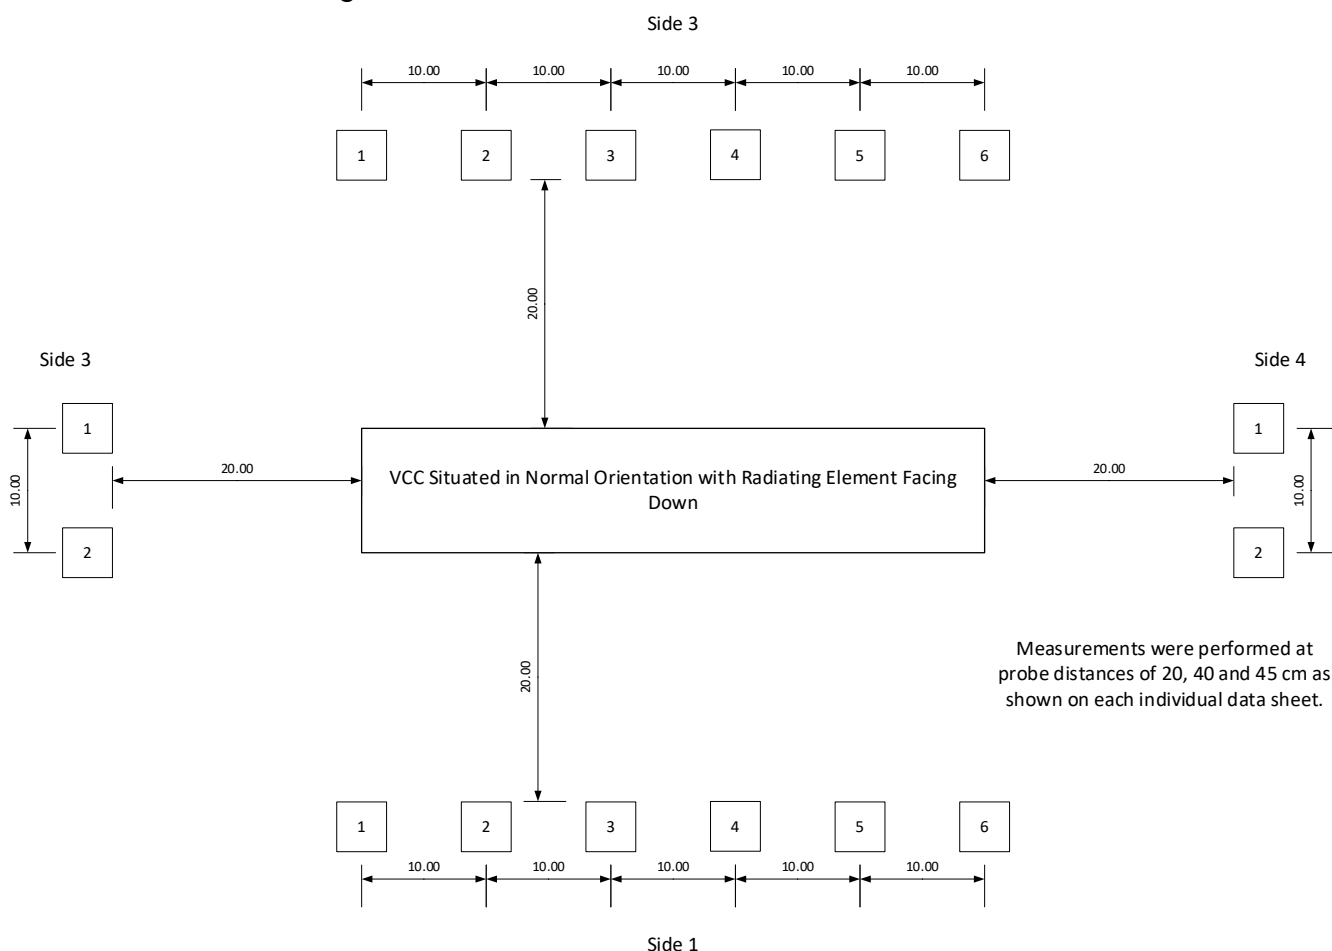 Side 3
10.00 10.00 10.00 10.00 10.00
1 2 3 4 5 6
20.00
Side 3
Side 4
1
1
10.00
20.00
VCC Situated in Normal Orientation with Radiating Element Facing
Down
20.00
10.00
2
2
20.00
Measurements were performed at
probe distances of 20, 40 and 45 cm as
shown on each individual data sheet.
1 2 3 4 5 6
10.00 10.00 10.00 10.00 10.00
Side 1